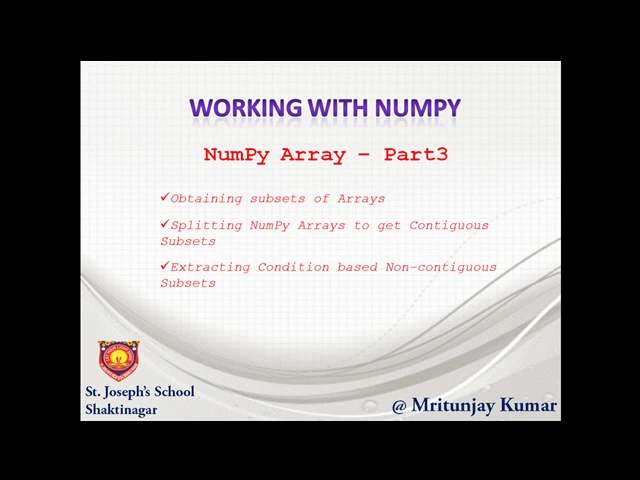 WORKING WITH NUMPY
NumPy Array – Part3
✓Obtaining subsets of Arrays
✓Splitting NumPy Arrays to get Contiguous
Subsets
✓Extracting Condition based Non-contiguous
Subsets
St. Joseph's School
Shaktinagar
@ Mritunjay Kumar